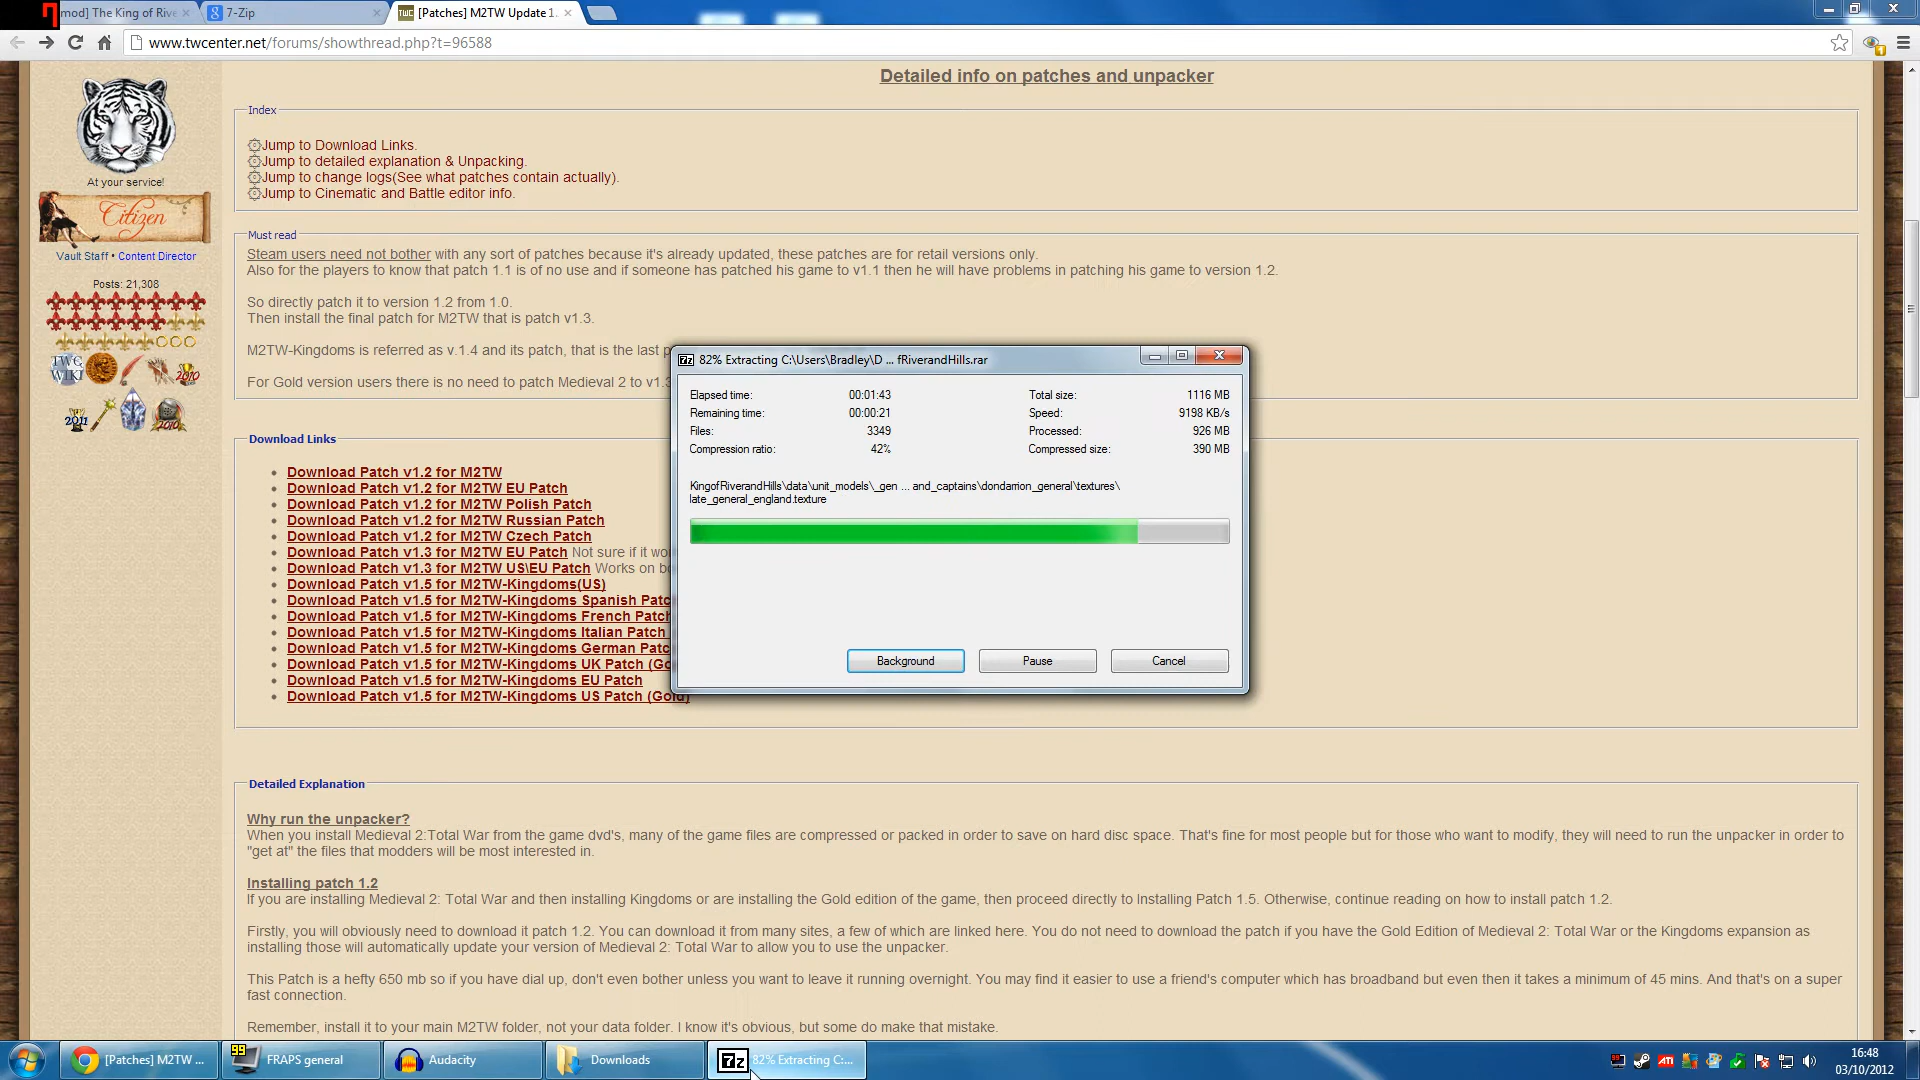 mod] The King of Rive
7-Zip
[Patches] M2TW Update 1.
www.twcenter.net/forums/showthread.php?t=96588
Detailed info on patches and unpacker
At your service!
Citizen
Vault Staff • Content Director
Posts: 21,308
TWC
WIKI
2010
2011
2010
Index
Jump to Download Links.
Jump to detailed explanation & Unpacking.
Jump to change logs(See what patches contain actually).
Jump to Cinematic and Battle editor info.
Must read
Steam users need not bother with any sort of patches because it's already updated, these patches are for retail versions only.
Also for the players to know that patch 1.1 is of no use and if someone has patched his game to v1.1 then he will have problems in patching his game to version 1.2.
So directly patch it to version 1.2 from 1.0.
Then install the final patch for M2TW that is patch v1.3.
M2TW-Kingdoms is referred as v.1.4 and its patch, that is the last p
For Gold version users there is no need to patch Medieval 2 to v1.3
Download Links
Download Patch v1.2 for M2TW
Download Patch v1.2 for M2TW EU Patch
Download Patch v1.2 for M2TW Polish Patch
Download Patch v1.2 for M2TW Russian Patch
Download Patch v1.2 for M2TW Czech Patch
Download Patch v1.3 for M2TW EU Patch Not sure if it wo
Download Patch v1.3 for M2TW US\EU Patch Works on bo
Download Patch v1.5 for M2TW-Kingdoms(US)
Download Patch v1.5 for M2TW-Kingdoms Spanish Patc
Download Patch v1.5 for M2TW-Kingdoms French Patch
Download Patch v1.5 for M2TW-Kingdoms Italian Patch
Download Patch v1.5 for M2TW-Kingdoms German Patc
Download Patch v1.5 for M2TW-Kingdoms UK Patch (Go
Download Patch v1.5 for M2TW-Kingdoms EU Patch
Download Patch v1.5 for M2TW-Kingdoms US Patch (Gold)
7z 82% Extracting C:\Users\Bradley\D ... fRiverandHills.rar
Elapsed time: 00:01:43 Total size: 1116 MB
Remaining time: 00:00:21 Speed: 9198 KB/s
Files: 3349 Processed: 926 MB
Compression ratio: 42% Compressed size: 390 MB
KingofRiverandHills\data\unit_models\_gen ... and_captains\dondarrion_general\textures\
late_general_england.texture
Background Pause Cancel
Detailed Explanation
Why run the unpacker?
When you install Medieval 2:Total War from the game dvd's, many of the game files are compressed or packed in order to save on hard disc space. That's fine for most people but for those who want to modify, they will need to run the unpacker in order to
"get at" the files that modders will be most interested in.
Installing patch 1.2
If you are installing Medieval 2: Total War and then installing Kingdoms or are installing the Gold edition of the game, then proceed directly to Installing Patch 1.5. Otherwise, continue reading on how to install patch 1.2.
Firstly, you will obviously need to download it patch 1.2. You can download it from many sites, a few of which are linked here. You do not need to download the patch if you have the Gold Edition of Medieval 2: Total War or the Kingdoms expansion as
installing those will automatically update your version of Medieval 2: Total War to allow you to use the unpacker.
This Patch is a hefty 650 mb so if you have dial up, don't even bother unless you want to leave it running overnight. You may find it easier to use a friend's computer which has broadband but even then it takes a minimum of 45 mins. And that's on a super
fast connection.
Remember, install it to your main M2TW folder, not your data folder. I know it's obvious, but some do make that mistake.
[Patches] M2TW ...
99 FRAPS general
Audacity
Downloads
7z 82% Extracting C:...
16:48
03/10/2012